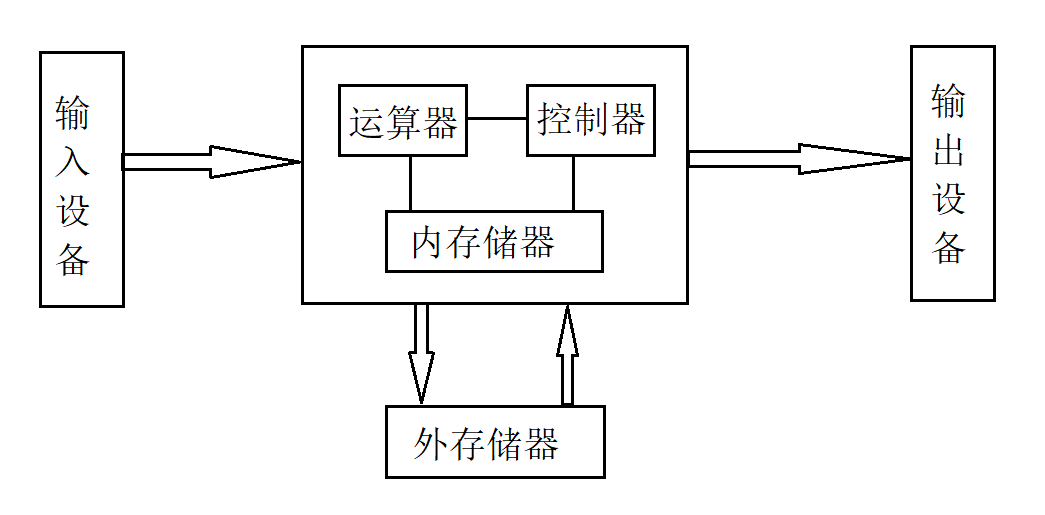 输入设备
运算器
控制器
内存储器
输出设备
外存储器